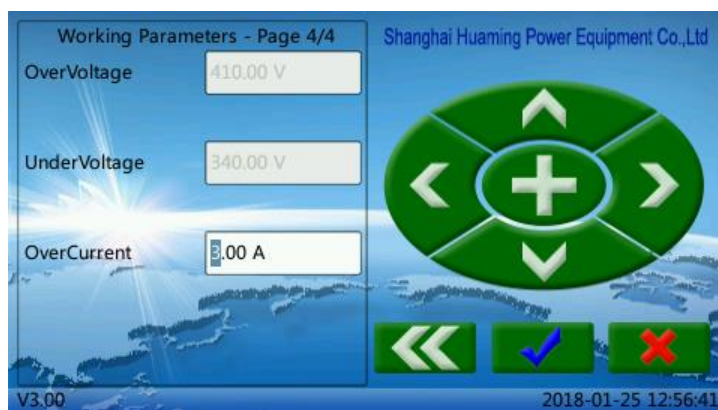 Working Parameters - Page 4/4
Shanghai Huaming Power Equipment Co.,Ltd
OverVoltage
410.00 V
UnderVoltage
340.00 V
OverCurrent
3.00 A
V3.00
2018-01-25 12:56:41